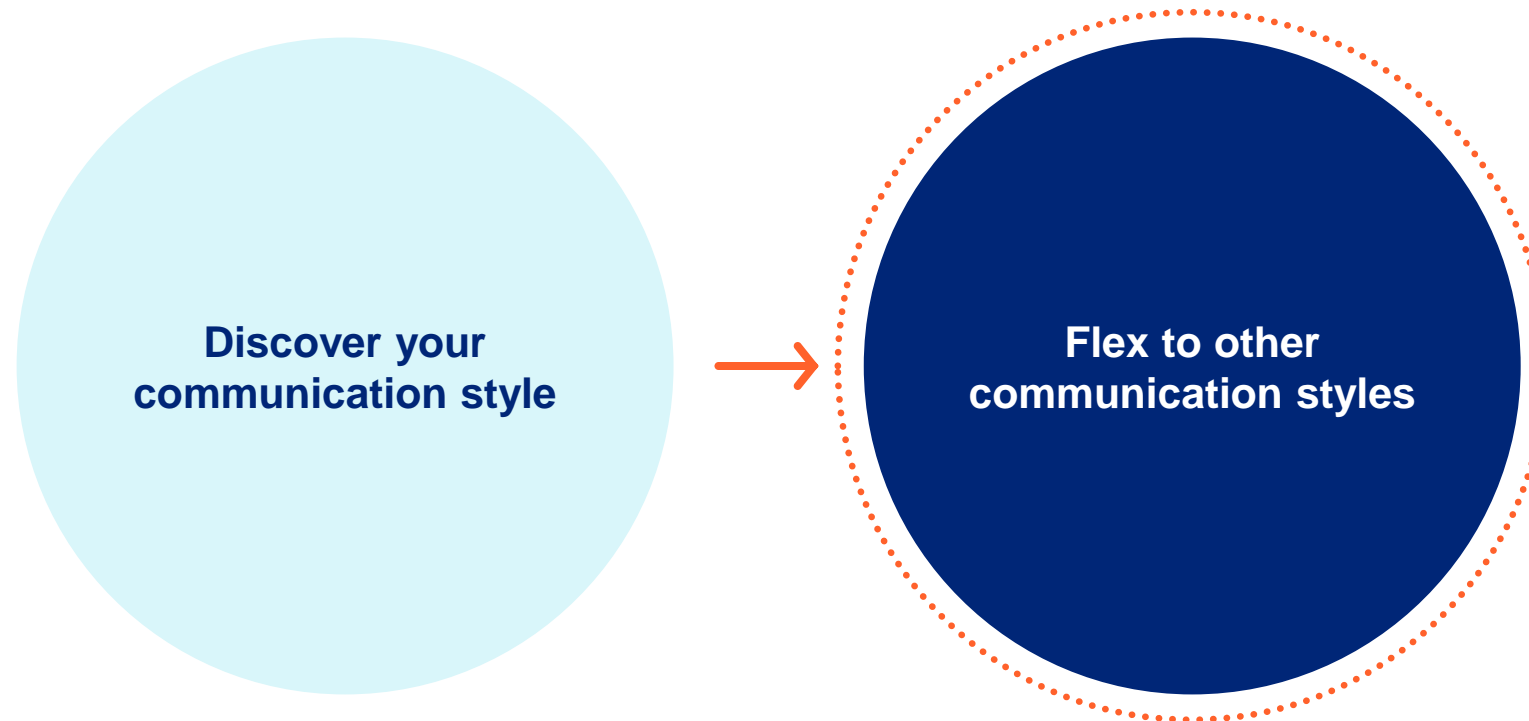 Discover your
communication style
Flex to other
communication styles